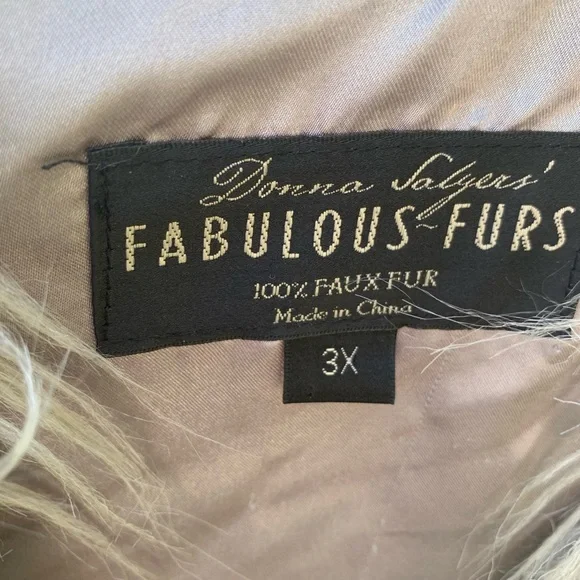 Donna Salyers'
FABULOUS~FURS
100% FAUX FUR
Made in China
3X